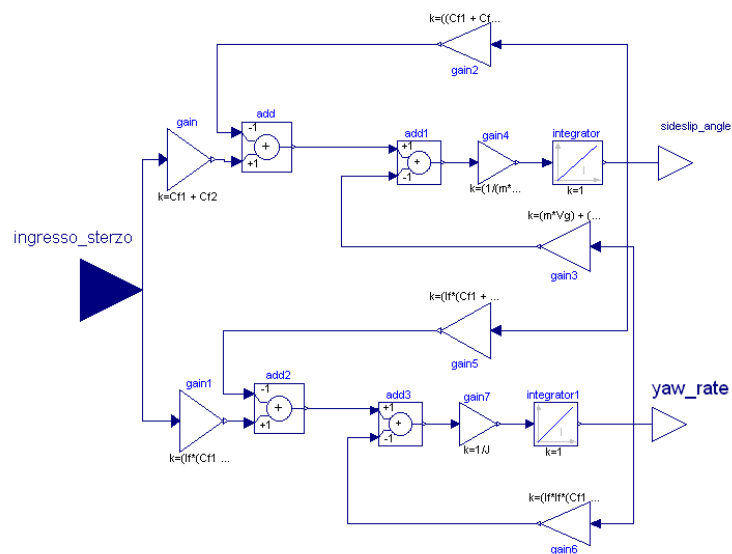 k=((Cf1 + Cf...
gain2
gain
-1
add
+
+1
k=Cf1 + Cf2
+1
add1
+
-1
gain4
k=(1/(m*...
integrator
I
k=1
sideslip_angle
ingresso_sterzo
k=(m*Vg) + (...
gain3
k=(lf*(Cf1 + ...
gain5
gain1
k=(lf*(Cf1 ...
-1
add2
+
+1
+1
add3
+
-1
gain7
k=1/J
integrator1
I
k=1
yaw_rate
k=(lf*lf*(Cf1 ...
gain6